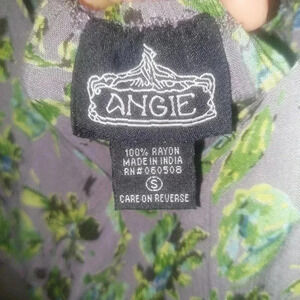 ANGIE
100% RAYON
MADE IN INDIA
RN# 060508
S
CARE ON REVERSE